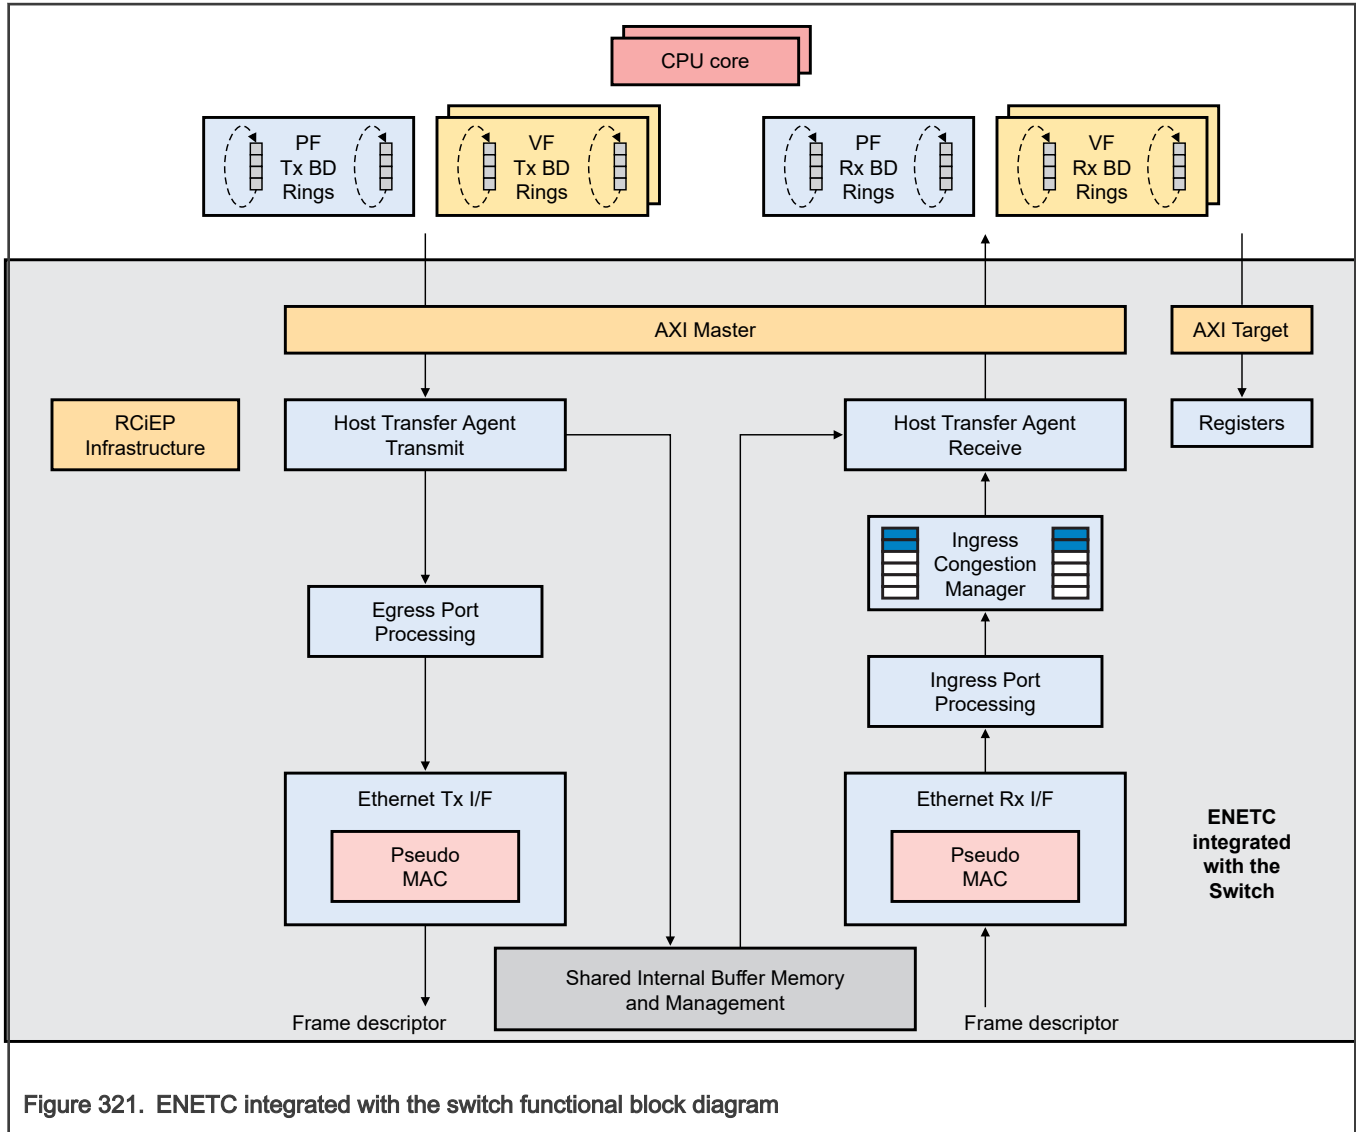 CPU core
PF
Tx BD
Rings
VF
Tx BD
Rings
PF
Rx BD
Rings
VF
Rx BD
Rings
AXI Master
AXI Target
RCiEP
Infrastructure
Host Transfer Agent
Transmit
Host Transfer Agent
Receive
Registers
Ingress
Congestion
Manager
Egress Port
Processing
Ingress Port
Processing
Ethernet Tx I/F
Pseudo
MAC
Ethernet Rx I/F
Pseudo
MAC
ENETC
integrated
with the
Switch
Shared Internal Buffer Memory
and Management
Frame descriptor
Frame descriptor
Figure 321. ENETC integrated with the switch functional block diagram